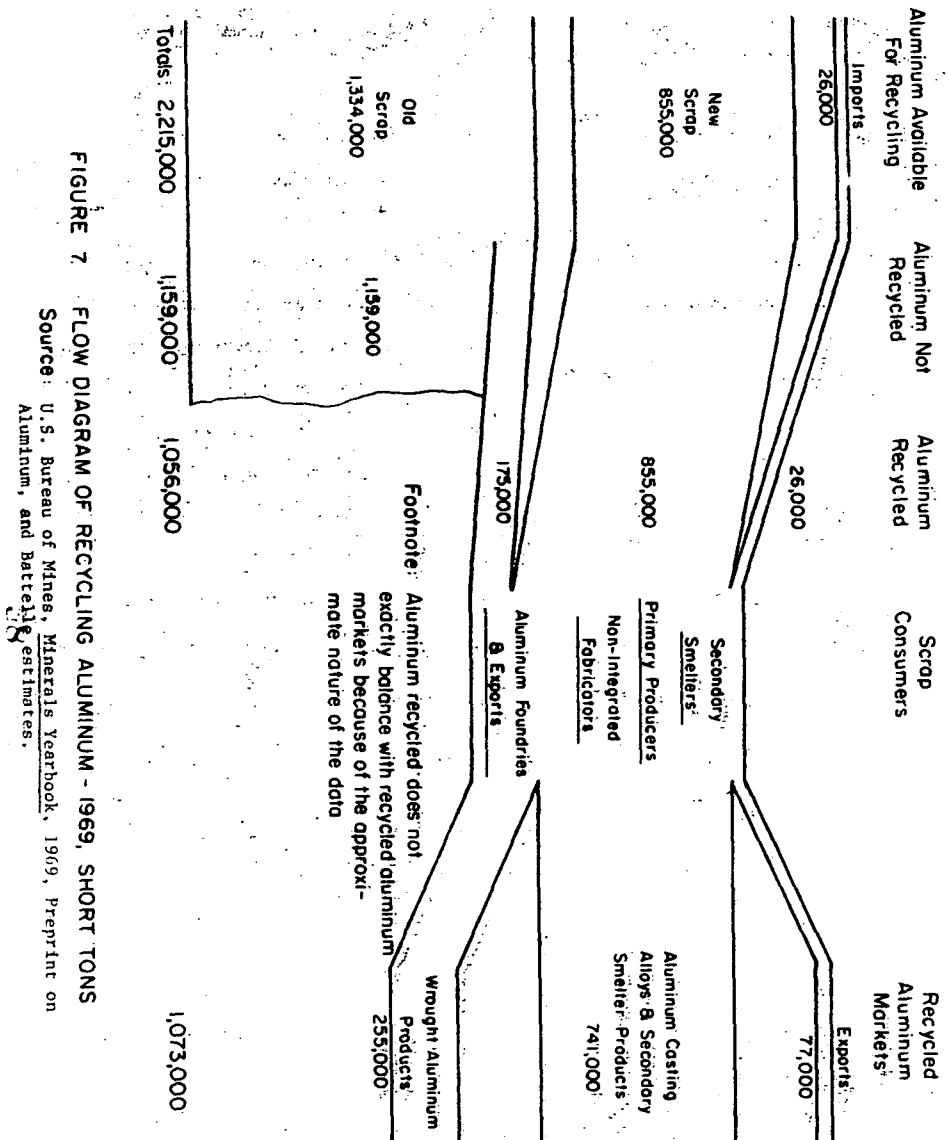 Aluminum Available
For Recycling
Aluminum Not
Recycled
Aluminum
Recycled
Scrap
Consumers
Recycled
Aluminum
Markets
Imports
26,000
New
Scrap
855,000
Old
Scrap
1,334,000
1,159,000
26,000
855,000
175,000
Secondary
Smelters
Primary Producers
Non-Integrated
Fabricators
Aluminum Foundries
& Exports
Exports
77,000
Aluminum Casting
Alloys & Secondary
Smelter Products
741,000
Wrought Aluminum
Products
255,000
Footnote: Aluminum recycled does not
exactly balance with recycled aluminum
markets because of the approxi-
mate nature of the data
Totals: 2,215,000
1,159,000
1,056,000
1,073,000
FIGURE 7. FLOW DIAGRAM OF RECYCLING ALUMINUM - 1969, SHORT TONS
Source: U.S. Bureau of Mines, Minerals Yearbook, 1969, Preprint on
Aluminum, and Battelle estimates.